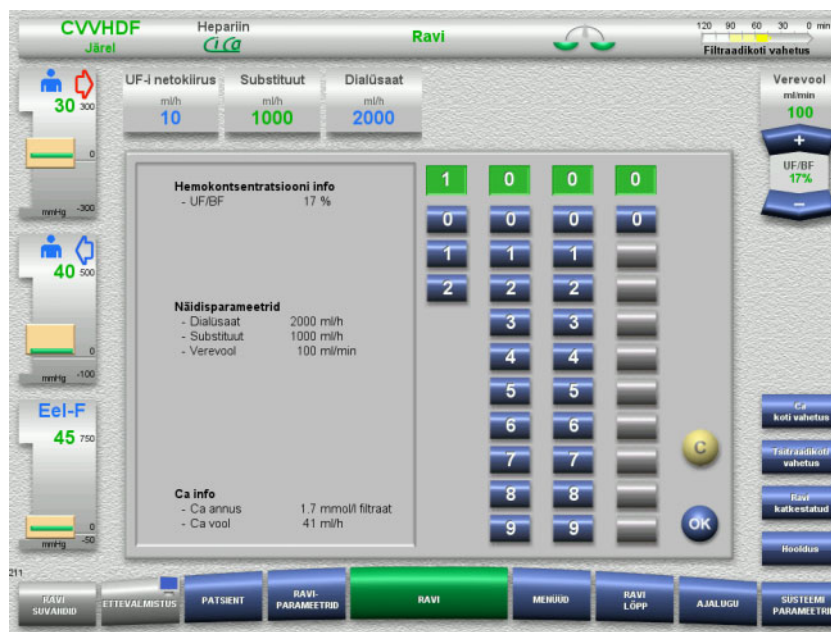 CVVHDF
Järel
Hepariin
CiCa
Ravi
120 90 60 30 0 min
Filtraadikoti vahetus
30 300
0
mmHg -300
40 500
0
mmHg -100
Eel-F
45 750
0
mmHg -50
UF-i netokiirus
ml/h
10
Substituut
ml/h
1000
Dialüsaat
ml/h
2000
Verevool
ml/min
100
+
UF/BF
17%
−
Hemokontsentratsiooni info
- UF/BF 17 %
Näidisparameetrid
- Dialüsaat 2000 ml/h
- Substituut 1000 ml/h
- Verevool 100 ml/min
Ca info
- Ca annus 1.7 mmol/l filtraat
- Ca vool 41 ml/h
1 0 0 0
0 0 0 0
1 1 1
2 2 2
3 3
4 4
5 5
6 6
7 7
8 8
9 9
C
OK
Ca
koti vahetus
Tsitraadikoti
vahetus
Ravi
katkestatud
Hooldus
211
RAVI
SUVANDID
ETTEVALMISTUS
PATSIENT
RAVI-
PARAMEETRID
RAVI
MENÜÜD
RAVI
LÕPP
AJALUGU
SÜSTEEMI
PARAMEETRID